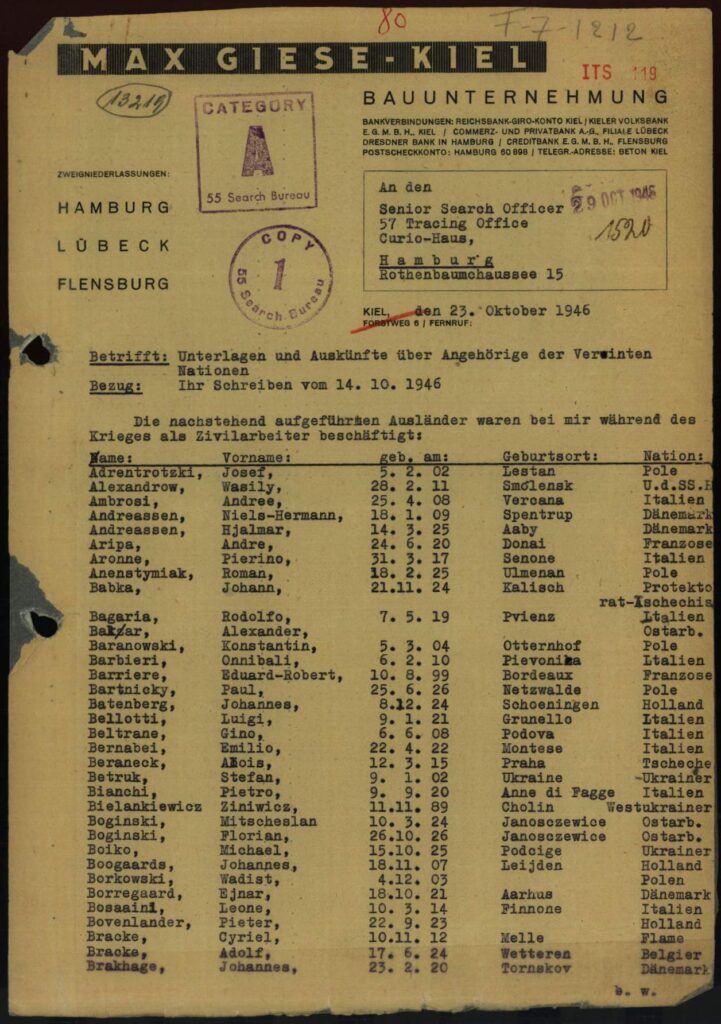 80
F-7-1212
MAX GIESE-KIEL
ITS 119
13219
BAUUNTERNEHMUNG
CATEGORY
A
55 Search Bureau
BANKVERBINDUNGEN: REICHSBANK-GIRO-KONTO KIEL / KIELER VOLKSBANK
E.G.M.B.H., KIEL / COMMERZ- UND PRIVATBANK A.-G., FILIALE LÜBECK
DRESDNER BANK IN HAMBURG / CREDITBANK E.G.M.B.H., FLENSBURG
POSTSCHECKKONTO: HAMBURG 60898 / TELEGR.-ADRESSE: BETON KIEL
ZWEIGNIEDERLASSUNGEN:
HAMBURG
LÜBECK
FLENSBURG
COPY
1
55 Search Bureau
An den
Senior Search Officer
57 Tracing Office
Curio-Haus,
Hamburg
Rothenbaumchaussee 15
29 OCT 1946
1520
KIEL, den 23. Oktober 1946
FORSTWEG 6 / FERNRUF:
Betrifft: Unterlagen und Auskünfte über Angehörige der Vereinten
Nationen
Bezug: Ihr Schreiben vom 14. 10. 1946
Die nachstehend aufgeführten Ausländer waren bei mir während des
Krieges als Zivilarbeiter beschäftigt:
Name: Vorname: geb. am: Geburtsort: Nation:
Adrentrotzki, Josef, 5. 2. 02 Lestan Pole
Alexandrow, Wasily, 28. 2. 11 Smolensk U.d.SS.R
Ambrosi, Andree, 25. 4. 08 Vercana Italien
Andreassen, Niels-Hermann, 18. 1. 09 Spentrup Dänemark
Andreassen, Hjalmar, 14. 3. 25 Aaby Dänemark
Aripa, Andre, 24. 6. 20 Donai Franzose
Aronne, Pierino, 31. 3. 17 Senone Italien
Anenstymiak, Roman, 18. 2. 25 Ulmenan Pole
Babka, Johann, 21.11. 24 Kalisch Protekto
rat-Tschechis
Bagaria, Rodolfo, 7. 5. 19 Pvienz Italien
Alexander, Ostarb.
Baranowski, Konstantin, 5. 3. 04 Otternhof Pole
Barbieri, Onnibali, 6. 2. 10 Pievonika Italien
Barriere, Eduard-Robert, 10. 8. 99 Bordeaux Franzose
Bartnicky, Paul, 25. 6. 26 Netzwalde Pole
Batenberg, Johannes, 8.12. 24 Schoeningen Holland
Bellotti, Luigi, 9. 1. 21 Grunello Italien
Beltrane, Gino, 6. 6. 08 Podova Italien
Bernabei, Emilio, 22. 4. 22 Montese Italien
Beraneck, Alois, 12. 3. 15 Praha Tscheche
Betruk, Stefan, 9. 1. 02 Ukraine Ukrainer
Bianchi, Pietro, 9. 9. 20 Anne di Fagge Italien
Bielankiewicz Ziniwicz, 11.11. 89 Cholin Westukrainer
Boginski, Mitscheslan 10. 3. 24 Janosczewice Ostarb.
Boginski, Florian, 26.10. 26 Janosczewice Ostarb.
Boiko, Michael, 15.10. 25 Podcige Ukrainer
Boogaards, Johannes, 18.11. 07 Leijden Holland
Borkowski, Wadist, 4.12. 03 Polen
Borregaard, Ejnar, 18.10. 21 Aarhus Dänemark
Bosaaini, Leone, 10. 3. 14 Finnone Italien
Bovenlander, Pieter, 22. 9. 23 Holland
Bracke, Cyriel, 10.11. 12 Melle Flame
Bracke, Adolf, 17. 6. 24 Wetteren Belgier
Brakhage, Johannes, 23. 2. 20 Tornskov Dänemark
b. w.